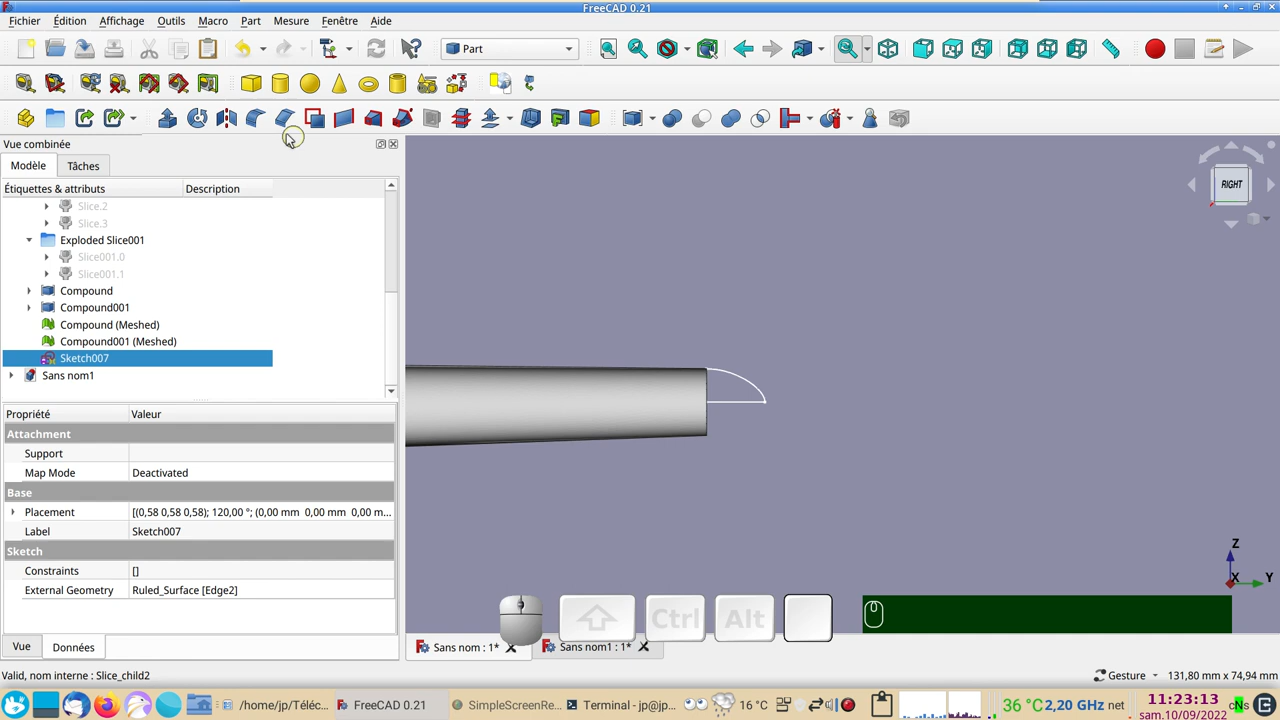 FreeCAD 0.21
Fichier Édition Affichage Outils Macro Part Mesure Fenêtre Aide
Part
Vue combinée
Modèle Tâches
Étiquettes & attributs Description
Slice.2
Slice.3
Exploded Slice001
Slice001.0
Slice001.1
Compound
Compound001
Compound (Meshed)
Compound001 (Meshed)
Sketch007
Sans nom1
Propriété Valeur
Attachment
Support
Map Mode Deactivated
Base
Placement [(0,58 0,58 0,58); 120,00 °; (0,00 mm 0,00 mm 0,00 m...
Label Sketch007
Sketch
Constraints []
External Geometry Ruled_Surface [Edge2]
Vue Données
RIGHT
Z
X Y
Ctrl Alt
Sans nom : 1* Sans nom1 : 1*
Valid, nom interne : Slice_child2
Gesture 131,80 mm x 74,94 mm
/home/jp/Téléc... FreeCAD 0.21 SimpleScreenRe... Terminal - jp@jp... 16 °C 36 °C 2,20 GHz net 11:23:13 cNs
sam.10/09/2022